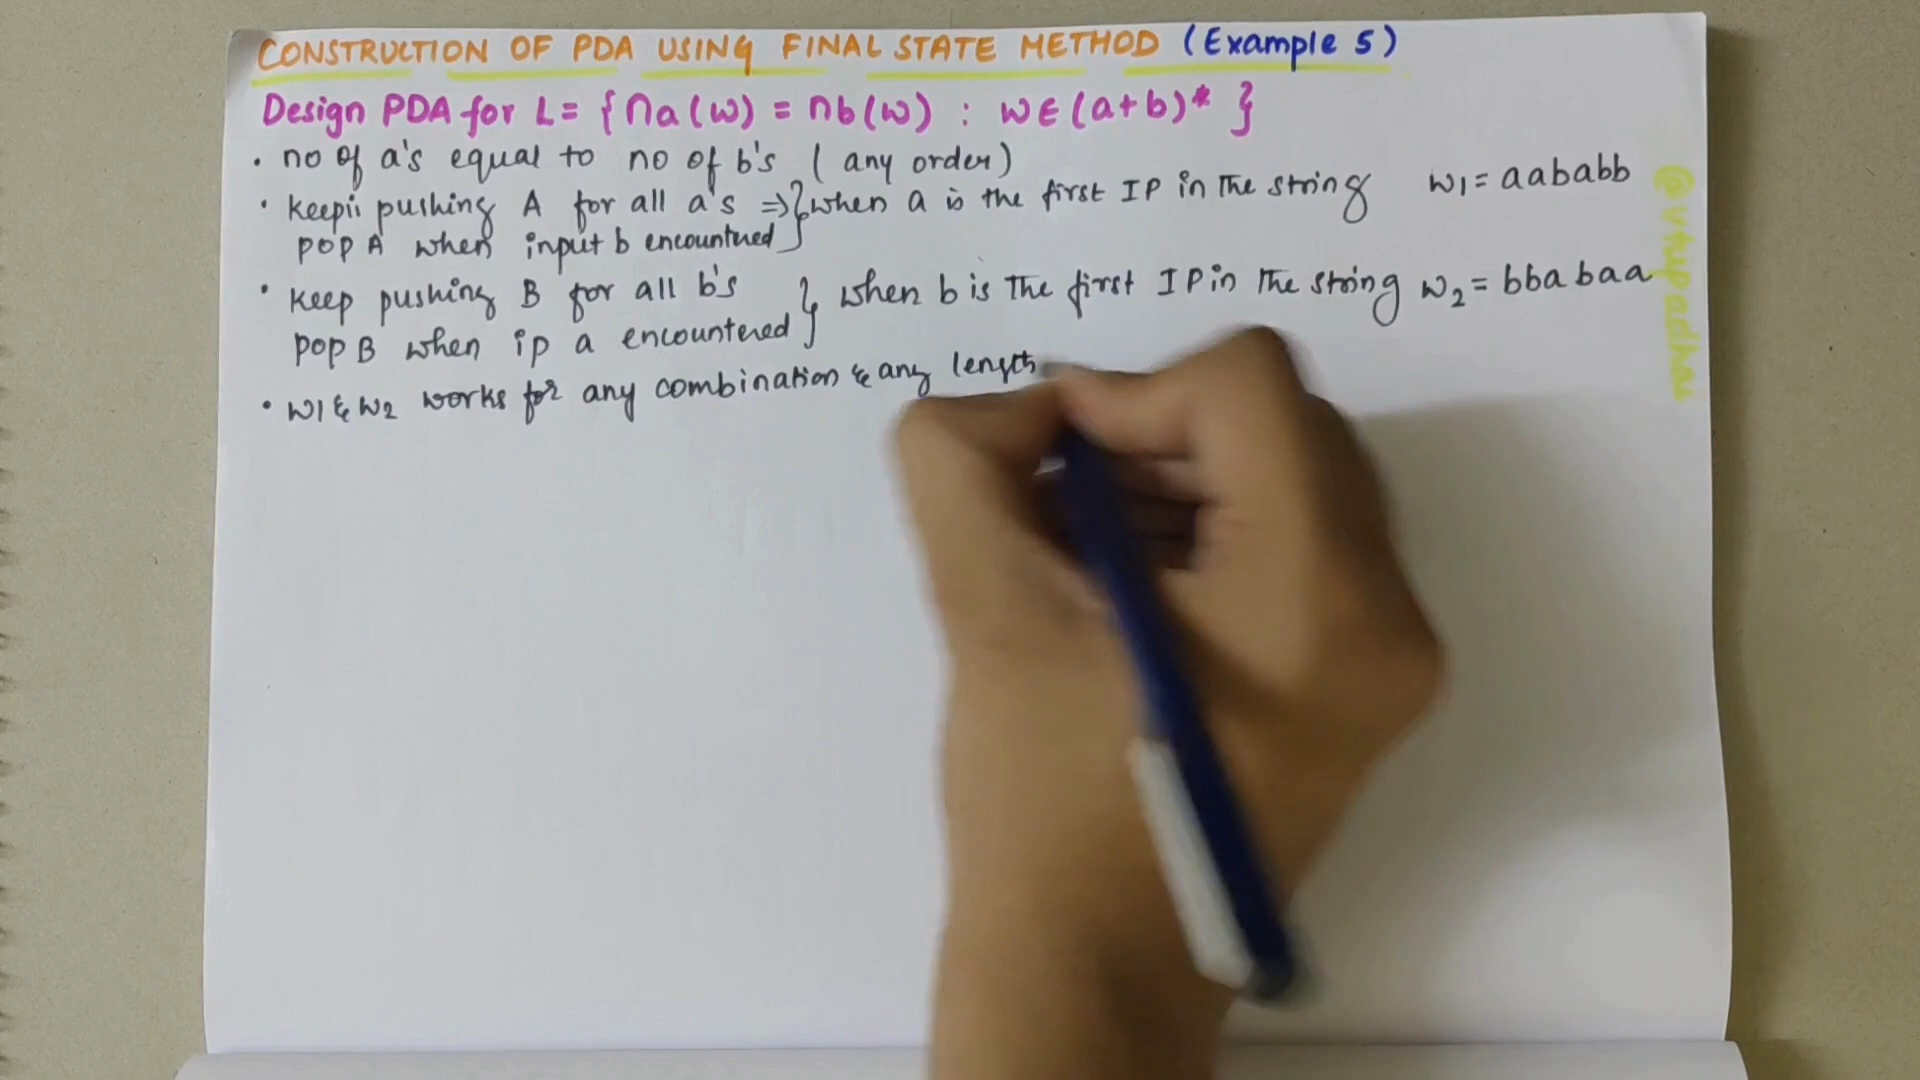 CONSTRUCTION OF PDA USING FINAL STATE METHOD (Example 5)
Design PDA for L = { na(w) = nb(w) : w ∈ (a+b)* }
• no of a's equal to no of b's ( any order)
• keepii pushing A for all a's ⇒ } when a is the first IP in the string w1 = aababb
pop A when input b encountered }
• keep pushing B for all b's } when b is the first IP in the string w2 = bbabaa
pop B when ip a encountered }
• w1 & w2 works for any combination & any length
@vtupadhai